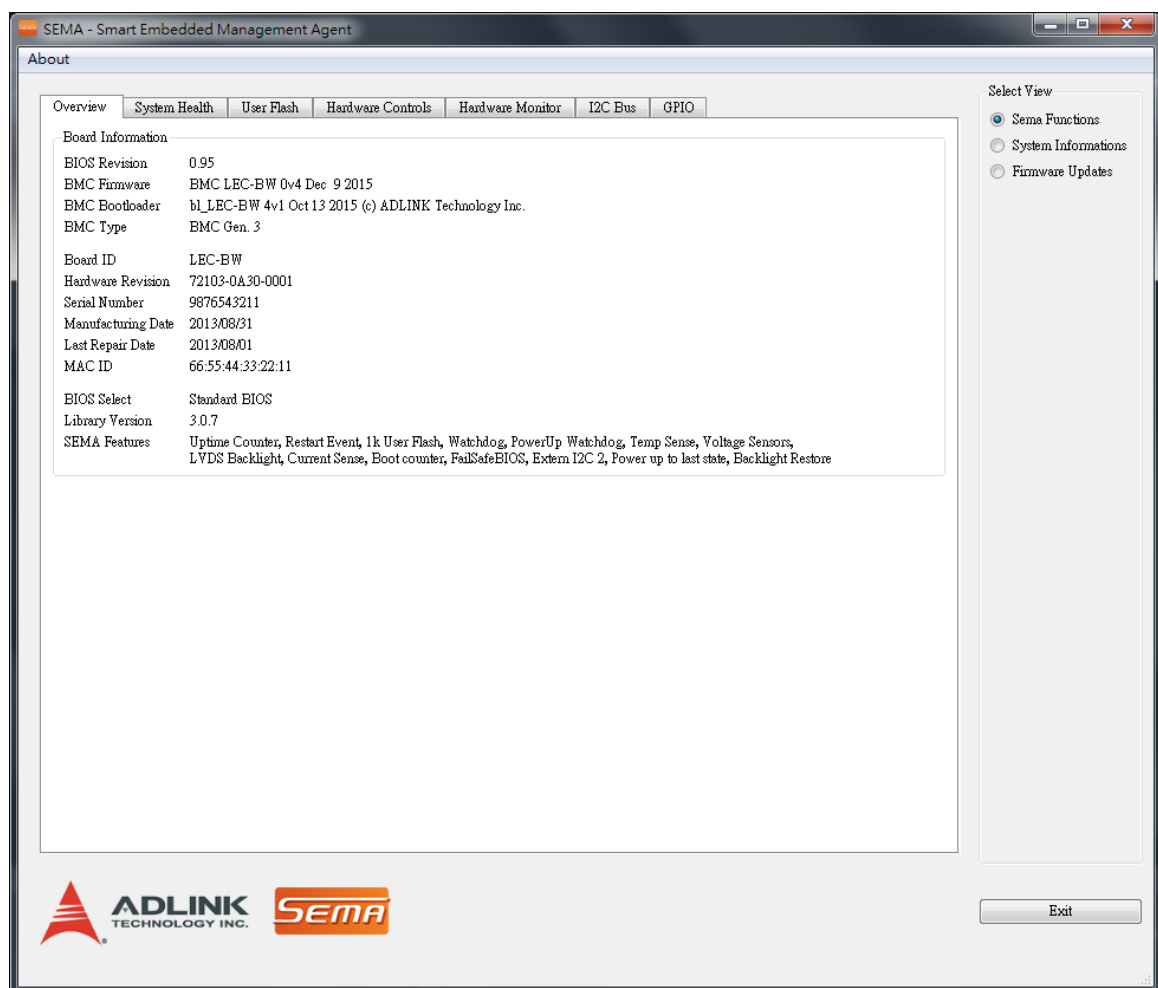 SEMA - Smart Embedded Management Agent
About
Overview System Health User Flash Hardware Controls Hardware Monitor I2C Bus GPIO
Board Information
BIOS Revision 0.95
BMC Firmware BMC LEC-BW 0v4 Dec 9 2015
BMC Bootloader bl_LEC-BW 4v1 Oct 13 2015 (c) ADLINK Technology Inc.
BMC Type BMC Gen. 3
Board ID LEC-BW
Hardware Revision 72103-0A30-0001
Serial Number 9876543211
Manufacturing Date 2013/08/31
Last Repair Date 2013/08/01
MAC ID 66:55:44:33:22:11
BIOS Select Standard BIOS
Library Version 3.0.7
SEMA Features Uptime Counter, Restart Event, 1k User Flash, Watchdog, PowerUp Watchdog, Temp Sense, Voltage Sensors,
LVDS Backlight, Current Sense, Boot counter, FailSafeBIOS, Extern I2C 2, Power up to last state, Backlight Restore
Select View
Sema Functions
System Informations
Firmware Updates
ADLINK
TECHNOLOGY INC.
SEMA
Exit